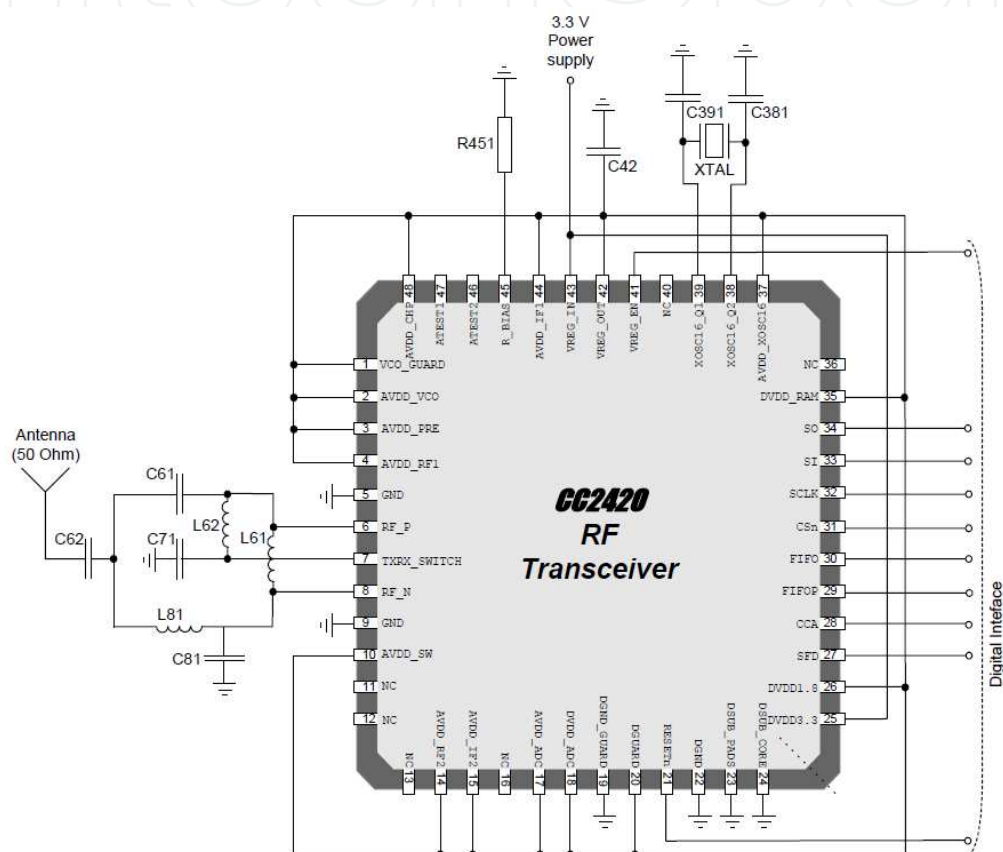 3.3 V
Power
supply
C391
C381
R451
C42
XTAL
48
47
46
45
44
43
42
41
40
39
38
37
AVDD_CHP
ATEST1
ATEST2
R_BIAS
AVDD_IF1
VREG_IN
VREG_OUT
VREG_EN
NC
XOSC16_Q1
XOSC16_Q2
AVDD_XOSC16
1 VCO_GUARD
2 AVDD_VCO
3 AVDD_PRE
4 AVDD_RF1
5 GND
6 RF_P
7 TXRX_SWITCH
8 RF_N
9 GND
10 AVDD_SW
11 NC
12 NC
Antenna
(50 Ohm)
C61
L62
L61
C62
C71
L81
C81
CC2420
RF
Transceiver
NC 36
DVDD_RAM 35
SO 34
SI 33
SCLK 32
CSn 31
FIFO 30
FIFOP 29
CCA 28
SFD 27
DVDD1.8 26
DVDD3.3 25
Digital Inteface
NC
AVDD_RF2
AVDD_IF2
NC
AVDD_ADC
DVDD_ADC
DGND_GUARD
DGUARD
RESETn
DGND
DSUB_PADS
DSUB_CORE
13
14
15
16
17
18
19
20
21
22
23
24